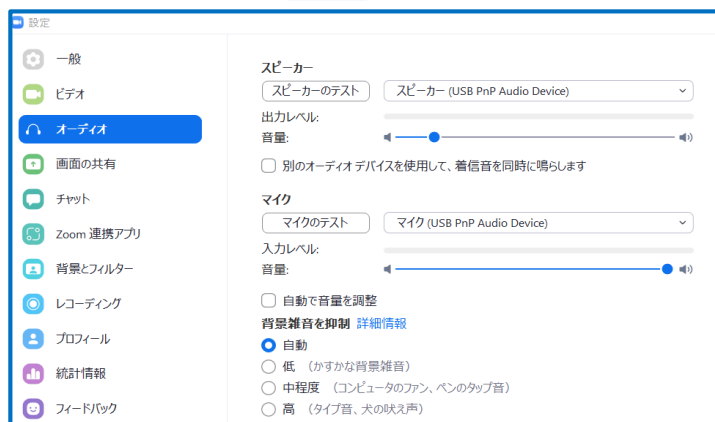 設定
一般
ビデオ
オーディオ
画面の共有
チャット
Zoom 連携アプリ
背景とフィルター
レコーディング
プロフィール
統計情報
フィードバック
スピーカー
スピーカーのテスト
スピーカー (USB PnP Audio Device)
出力レベル:
音量:
別のオーディオ デバイスを使用して、着信音を同時に鳴らします
マイク
マイクのテスト
マイク (USB PnP Audio Device)
入力レベル:
音量:
自動で音量を調整
背景雑音を抑制 詳細情報
自動
低 （かすかな背景雑音）
中程度 （コンピュータのファン、ペンのタップ音）
高 （タイプ音、犬の吠え声）